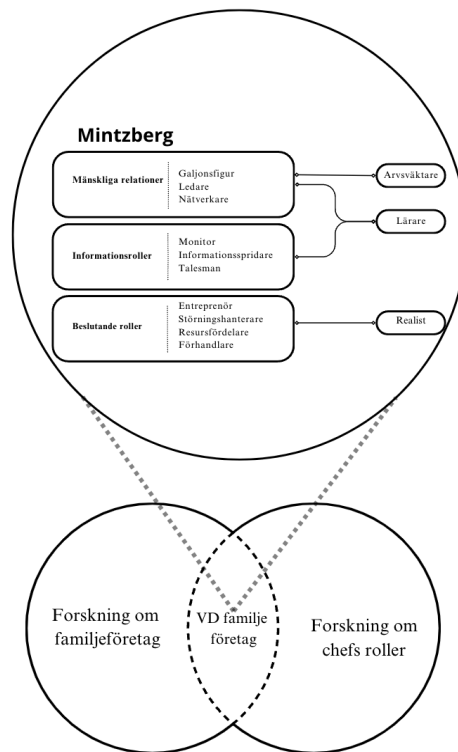 Mintzberg
Mänskliga relationer
Galjonsfigur
Ledare
Nätverkare
Arvsväktare
Lärare
Informationsroller
Monitor
Informationsspridare
Talesman
Beslutande roller
Entreprenör
Störningshanterare
Resursfördelare
Förhandlare
Realist
Forskning om
familjeföretag
VD familje
företag
Forskning om
chefs roller